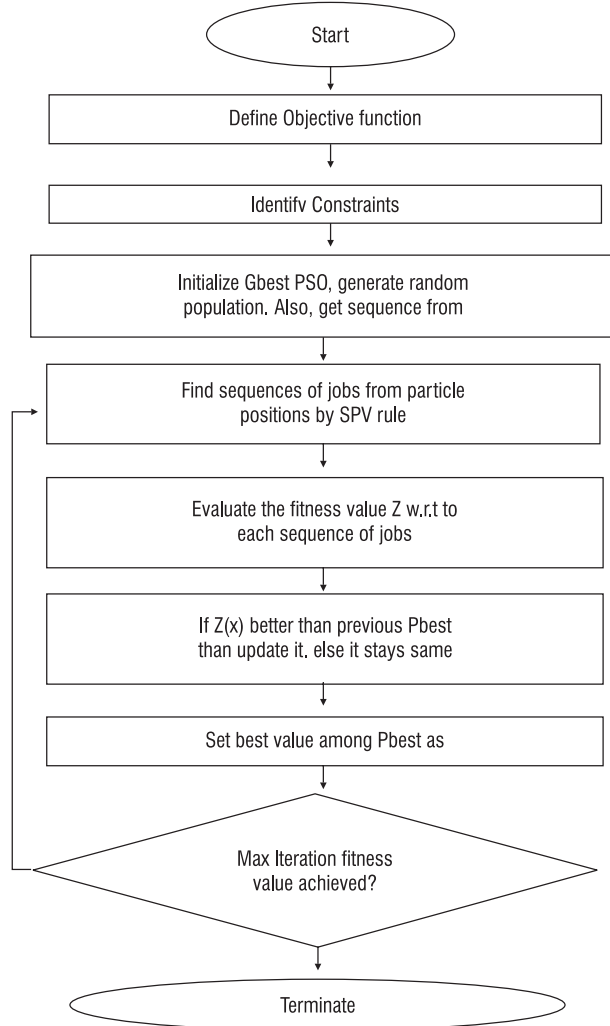 Start
Define Objective function
Identifv Constraints
Initialize Gbest PSO, generate random
population. Also, get sequence from
Find sequences of jobs from particle
positions by SPV rule
Evaluate the fitness value Z w.r.t to
each sequence of jobs
If Z(x) better than previous Pbest
than update it. else it stays same
Set best value among Pbest as
Max Iteration fitness
value achieved?
Terminate